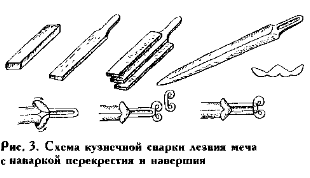 Рис. 3. Схема кузнечной сварки лезвия меча
с наваркой перекрестия и навершия